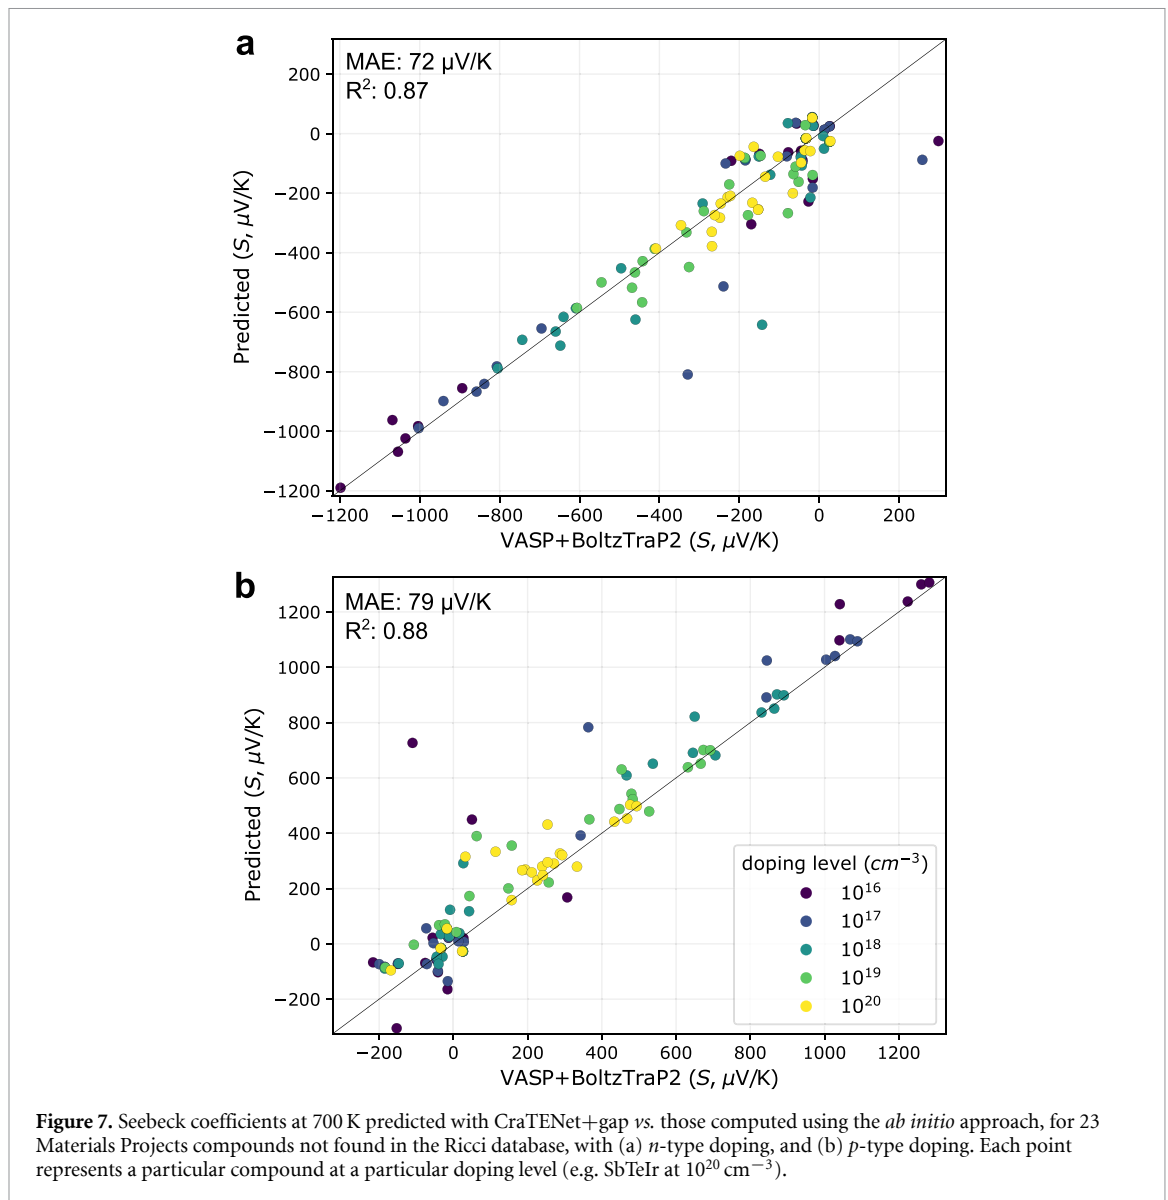 a
MAE: 72 μV/K
R²: 0.87
200
0
−200
−400
−600
−800
−1000
−1200
Predicted (S, μV/K)
−1200 −1000 −800 −600 −400 −200 0 200
VASP+BoltzTraP2 (S, μV/K)
b
MAE: 79 μV/K
R²: 0.88
1200
1000
800
600
400
200
0
−200
Predicted (S, μV/K)
doping level (cm⁻³)
10¹⁶
10¹⁷
10¹⁸
10¹⁹
10²⁰
−200 0 200 400 600 800 1000 1200
VASP+BoltzTraP2 (S, μV/K)
Figure 7. Seebeck coefficients at 700 K predicted with CraTENet+gap vs. those computed using the ab initio approach, for 23
Materials Projects compounds not found in the Ricci database, with (a) n-type doping, and (b) p-type doping. Each point
represents a particular compound at a particular doping level (e.g. SbTeIr at 10²⁰ cm⁻³).